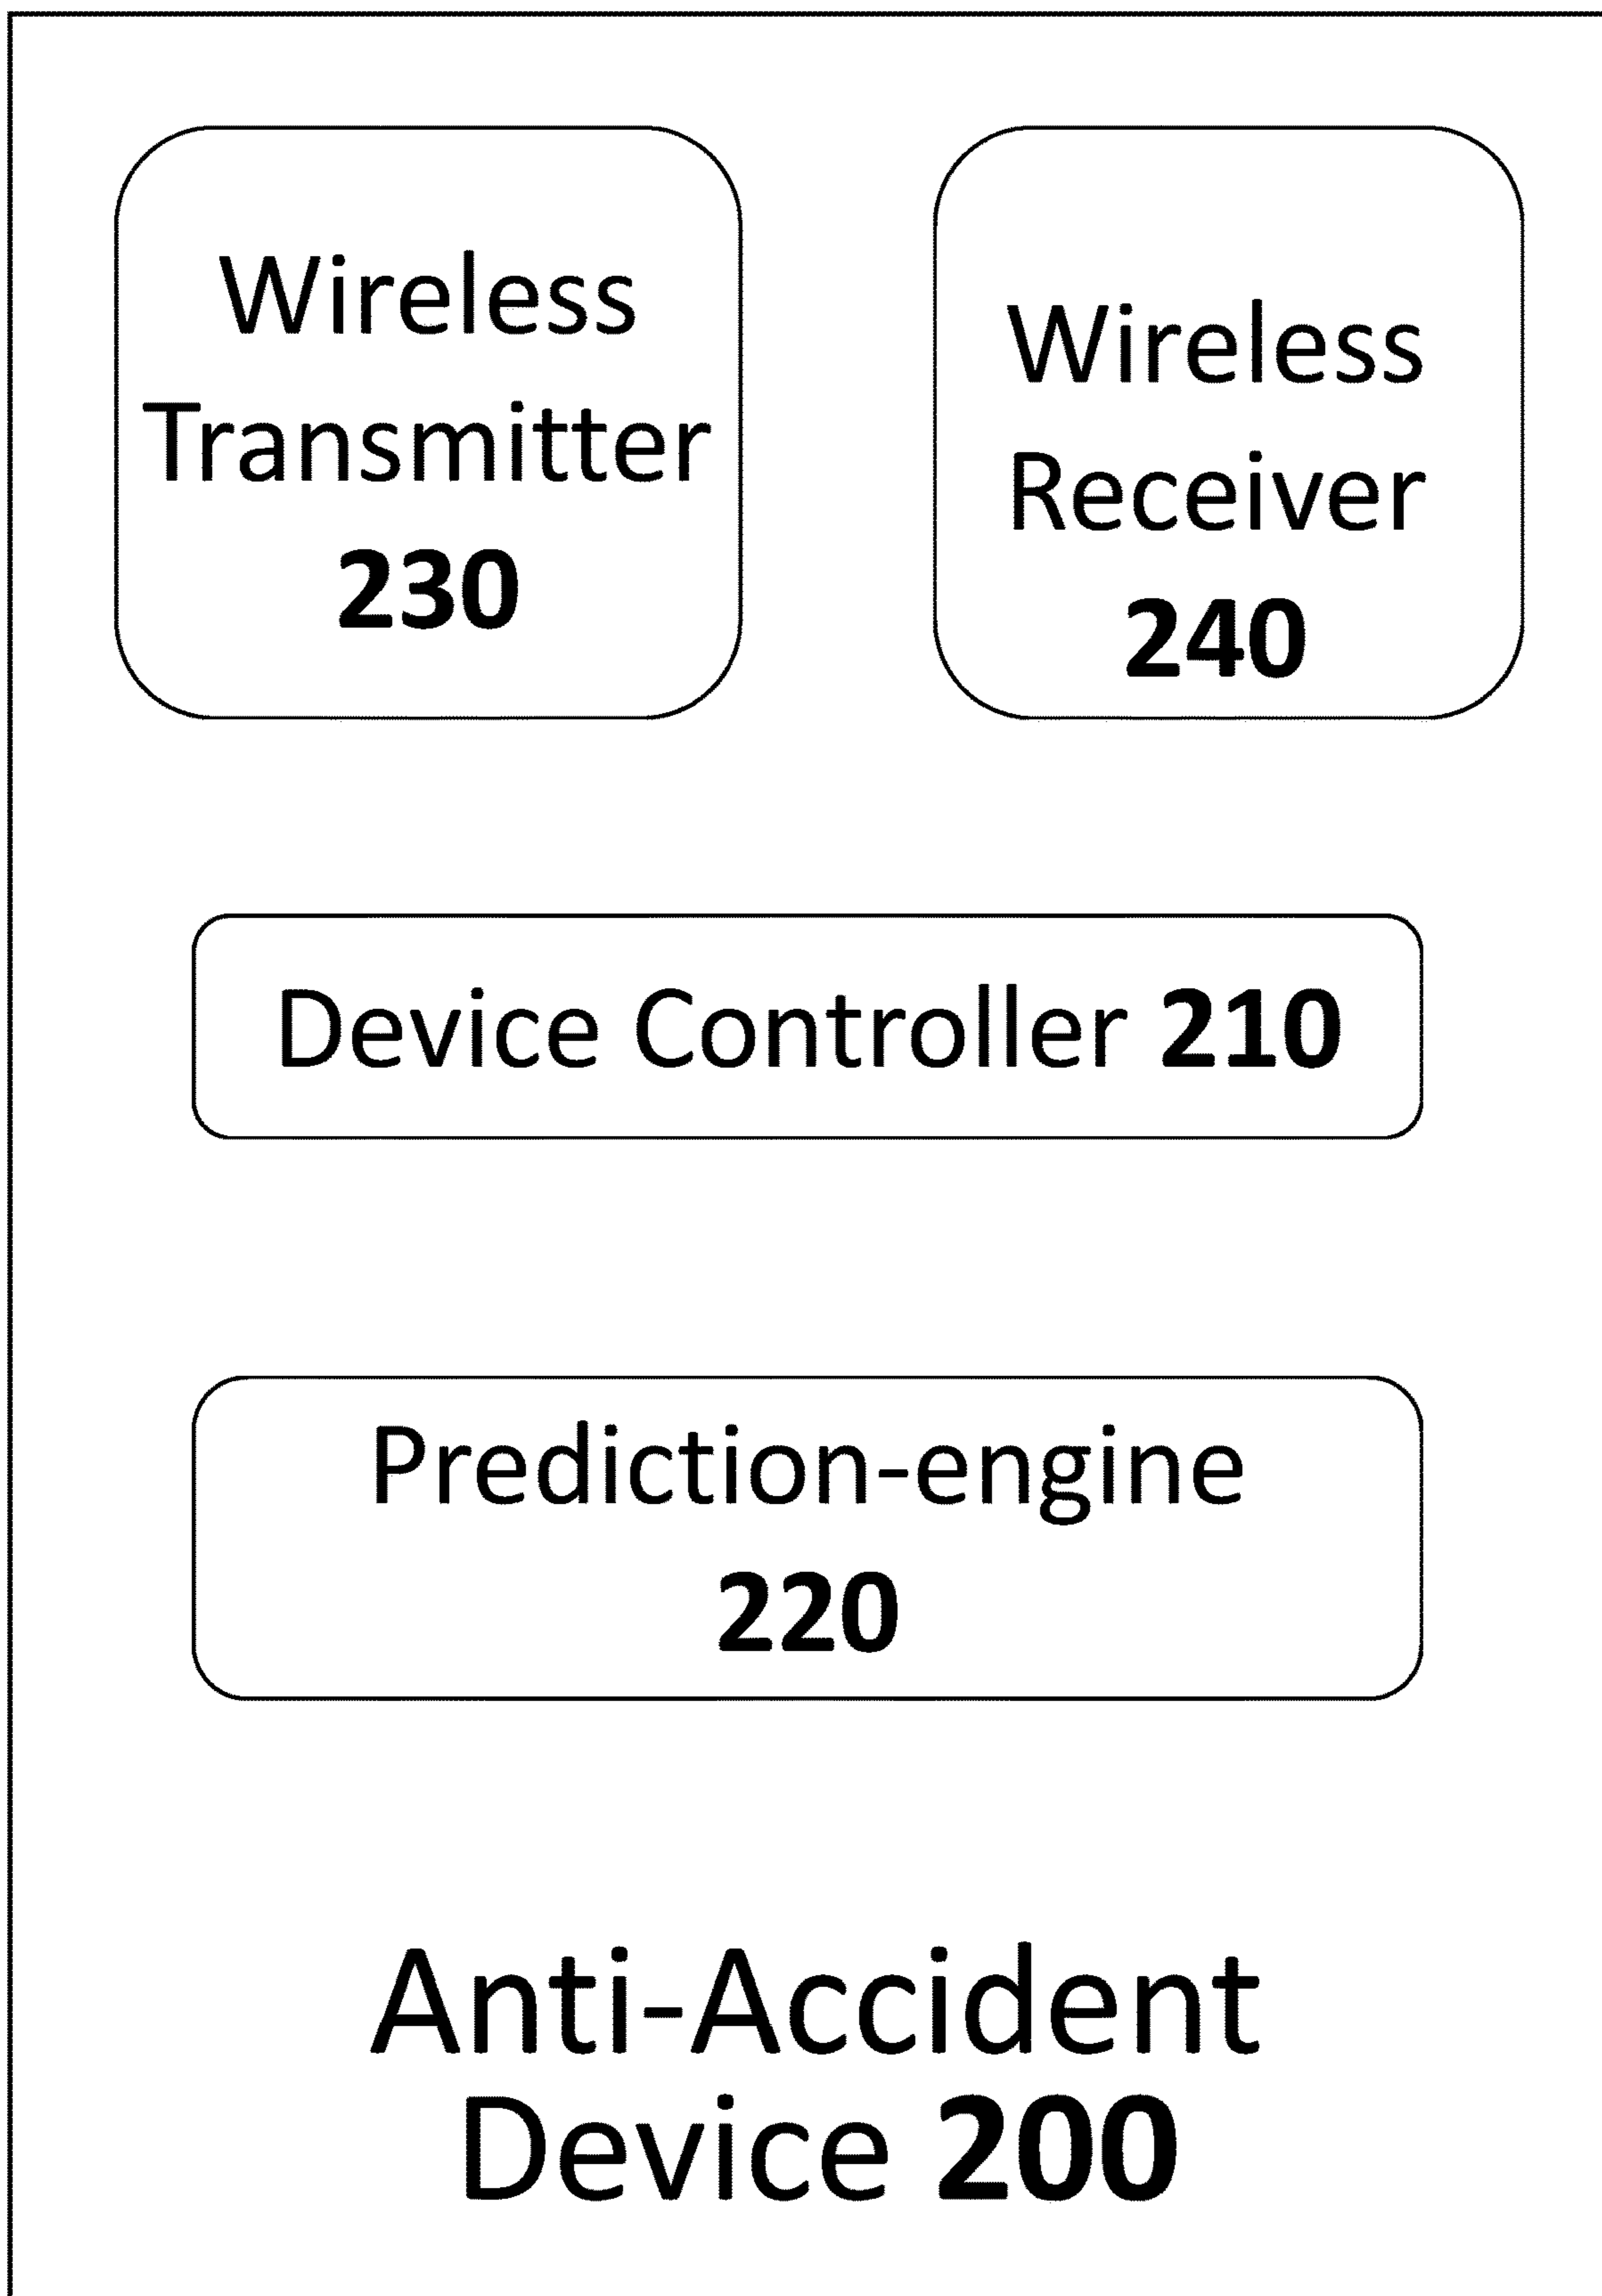 Wireless
Transmitter
230
Wireless
Receiver
240
Device Controller 210
Prediction-engine
220
Anti-Accident
Device 200